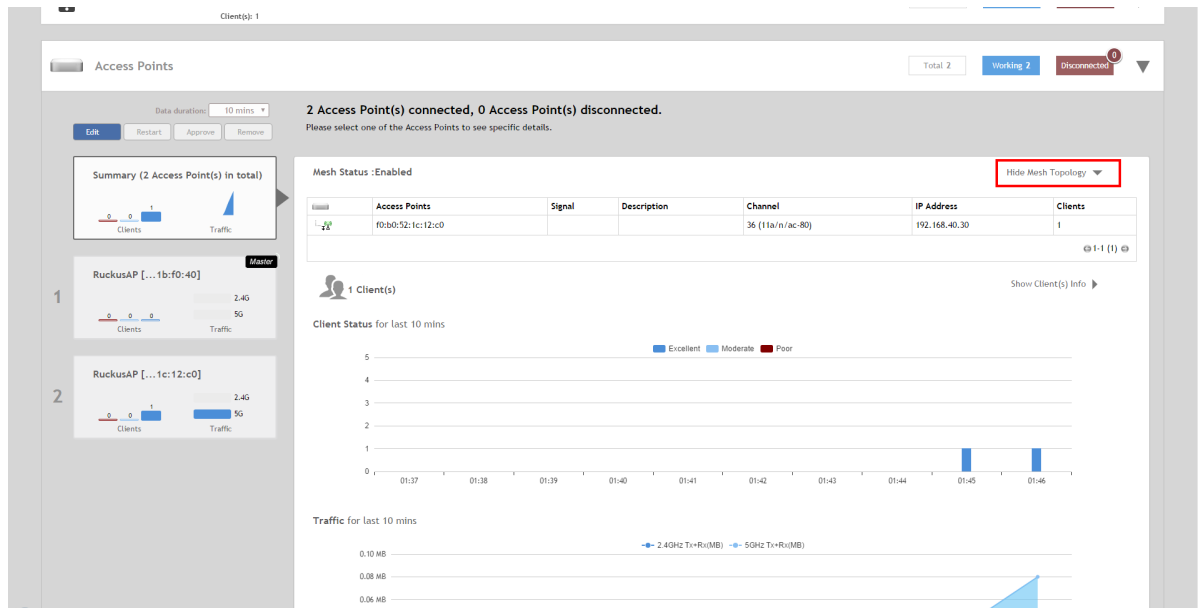 Client(s): 1
Access Points
Total 2
Working 2
Disconnected
0
Data duration: 10 mins
Edit Restart Approve Remove
2 Access Point(s) connected, 0 Access Point(s) disconnected.
Please select one of the Access Points to see specific details.
Summary (2 Access Point(s) in total)
0 0 1
Clients Traffic
1
Master
RuckusAP [...1b:f0:40]
2.4G
5G
0 0 0
Clients Traffic
2
RuckusAP [...1c:12:c0]
2.4G
5G
0 0 1
Clients Traffic
Mesh Status :Enabled
Hide Mesh Topology
Access Points Signal Description Channel IP Address Clients
f0:b0:52:1c:12:c0 36 (11a/n/ac-80) 192.168.40.30 1
1-1 (1)
1 Client(s)
Show Client(s) Info
Client Status for last 10 mins
Excellent Moderate Poor
5
4
3
2
1
0
01:37 01:38 01:39 01:40 01:41 01:42 01:43 01:44 01:45 01:46
Traffic for last 10 mins
2.4GHz Tx+Rx(MB) 5GHz Tx+Rx(MB)
0.10 MB
0.08 MB
0.06 MB